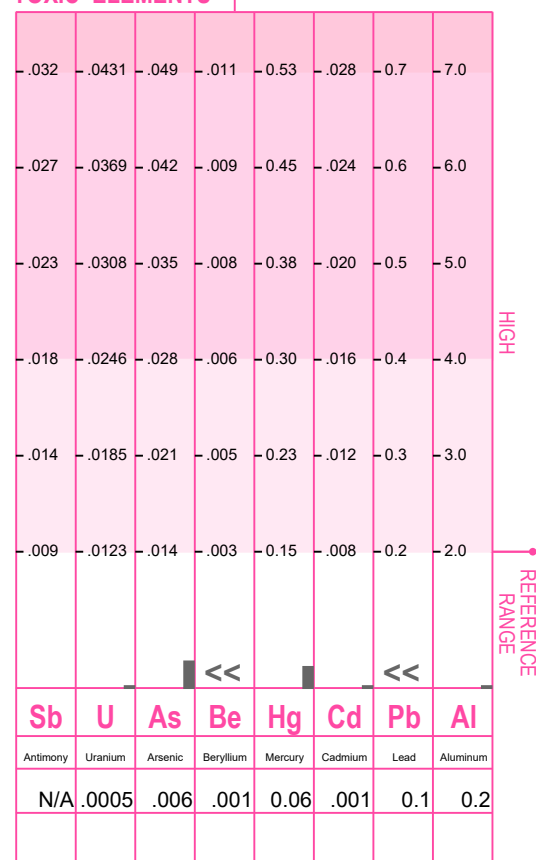 TOXIC ELEMENTS
.032 .0431 .049 .011 0.53 .028 0.7 7.0
.027 .0369 .042 .009 0.45 .024 0.6 6.0
.023 .0308 .035 .008 0.38 .020 0.5 5.0
HIGH
.018 .0246 .028 .006 0.30 .016 0.4 4.0
.014 .0185 .021 .005 0.23 .012 0.3 3.0
.009 .0123 .014 .003 0.15 .008 0.2 2.0
REFERENCE
RANGE
<< <<
Sb U As Be Hg Cd Pb Al
Antimony Uranium Arsenic Beryllium Mercury Cadmium Lead Aluminum
N/A .0005 .006 .001 0.06 .001 0.1 0.2